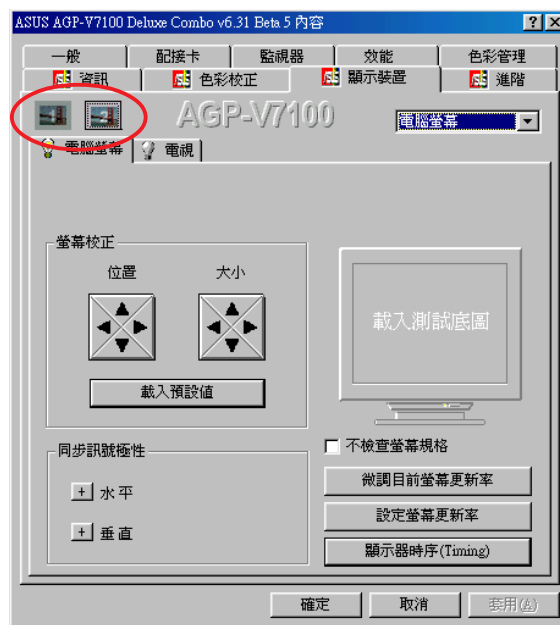 ASUS AGP-V7100 Deluxe Combo v6.31 Beta 5 內容
一般 配接卡 監視器 效能 色彩管理
資訊 色彩校正 顯示裝置 進階
AGP-V7100 電腦螢幕
電腦螢幕 電視
螢幕校正
位置 大小
載入測試底圖
載入預設值
同步訊號極性
不檢查螢幕規格
微調目前螢幕更新率
+ 水平
設定螢幕更新率
+ 垂直
顯示器時序(Timing)
確定 取消 套用(A)